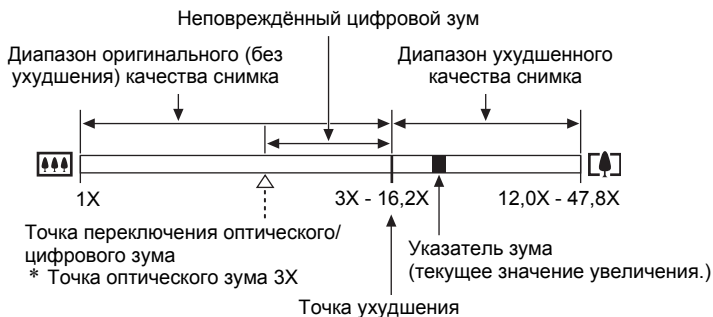 Неповреждённый цифровой зум
Диапазон оригинального (без
ухудшения) качества снимка
Диапазон ухудшенного
качества снимка
1X
3X - 16,2X
12,0X - 47,8X
Точка переключения оптического/
цифрового зума
* Точка оптического зума 3X
Указатель зума
(текущее значение увеличения.)
Точка ухудшения